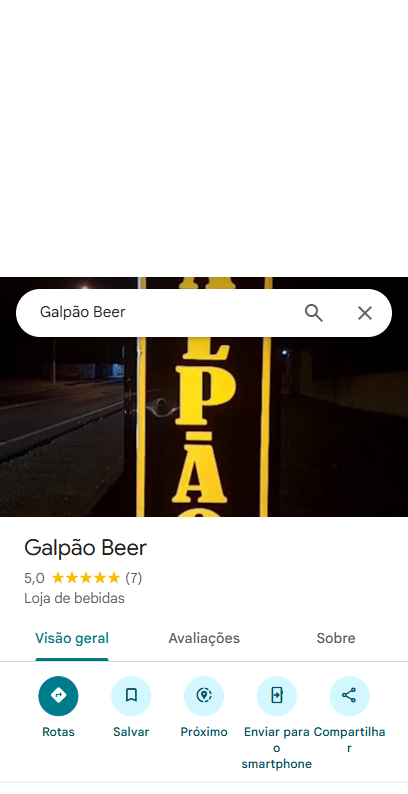 Galpão Beer
LPÃO
Galpão Beer
5,0 ★★★★★ (7)
Loja de bebidas
Visão geral Avaliações Sobre
Rotas Salvar Próximo Enviar para o smartphone Compartilhar